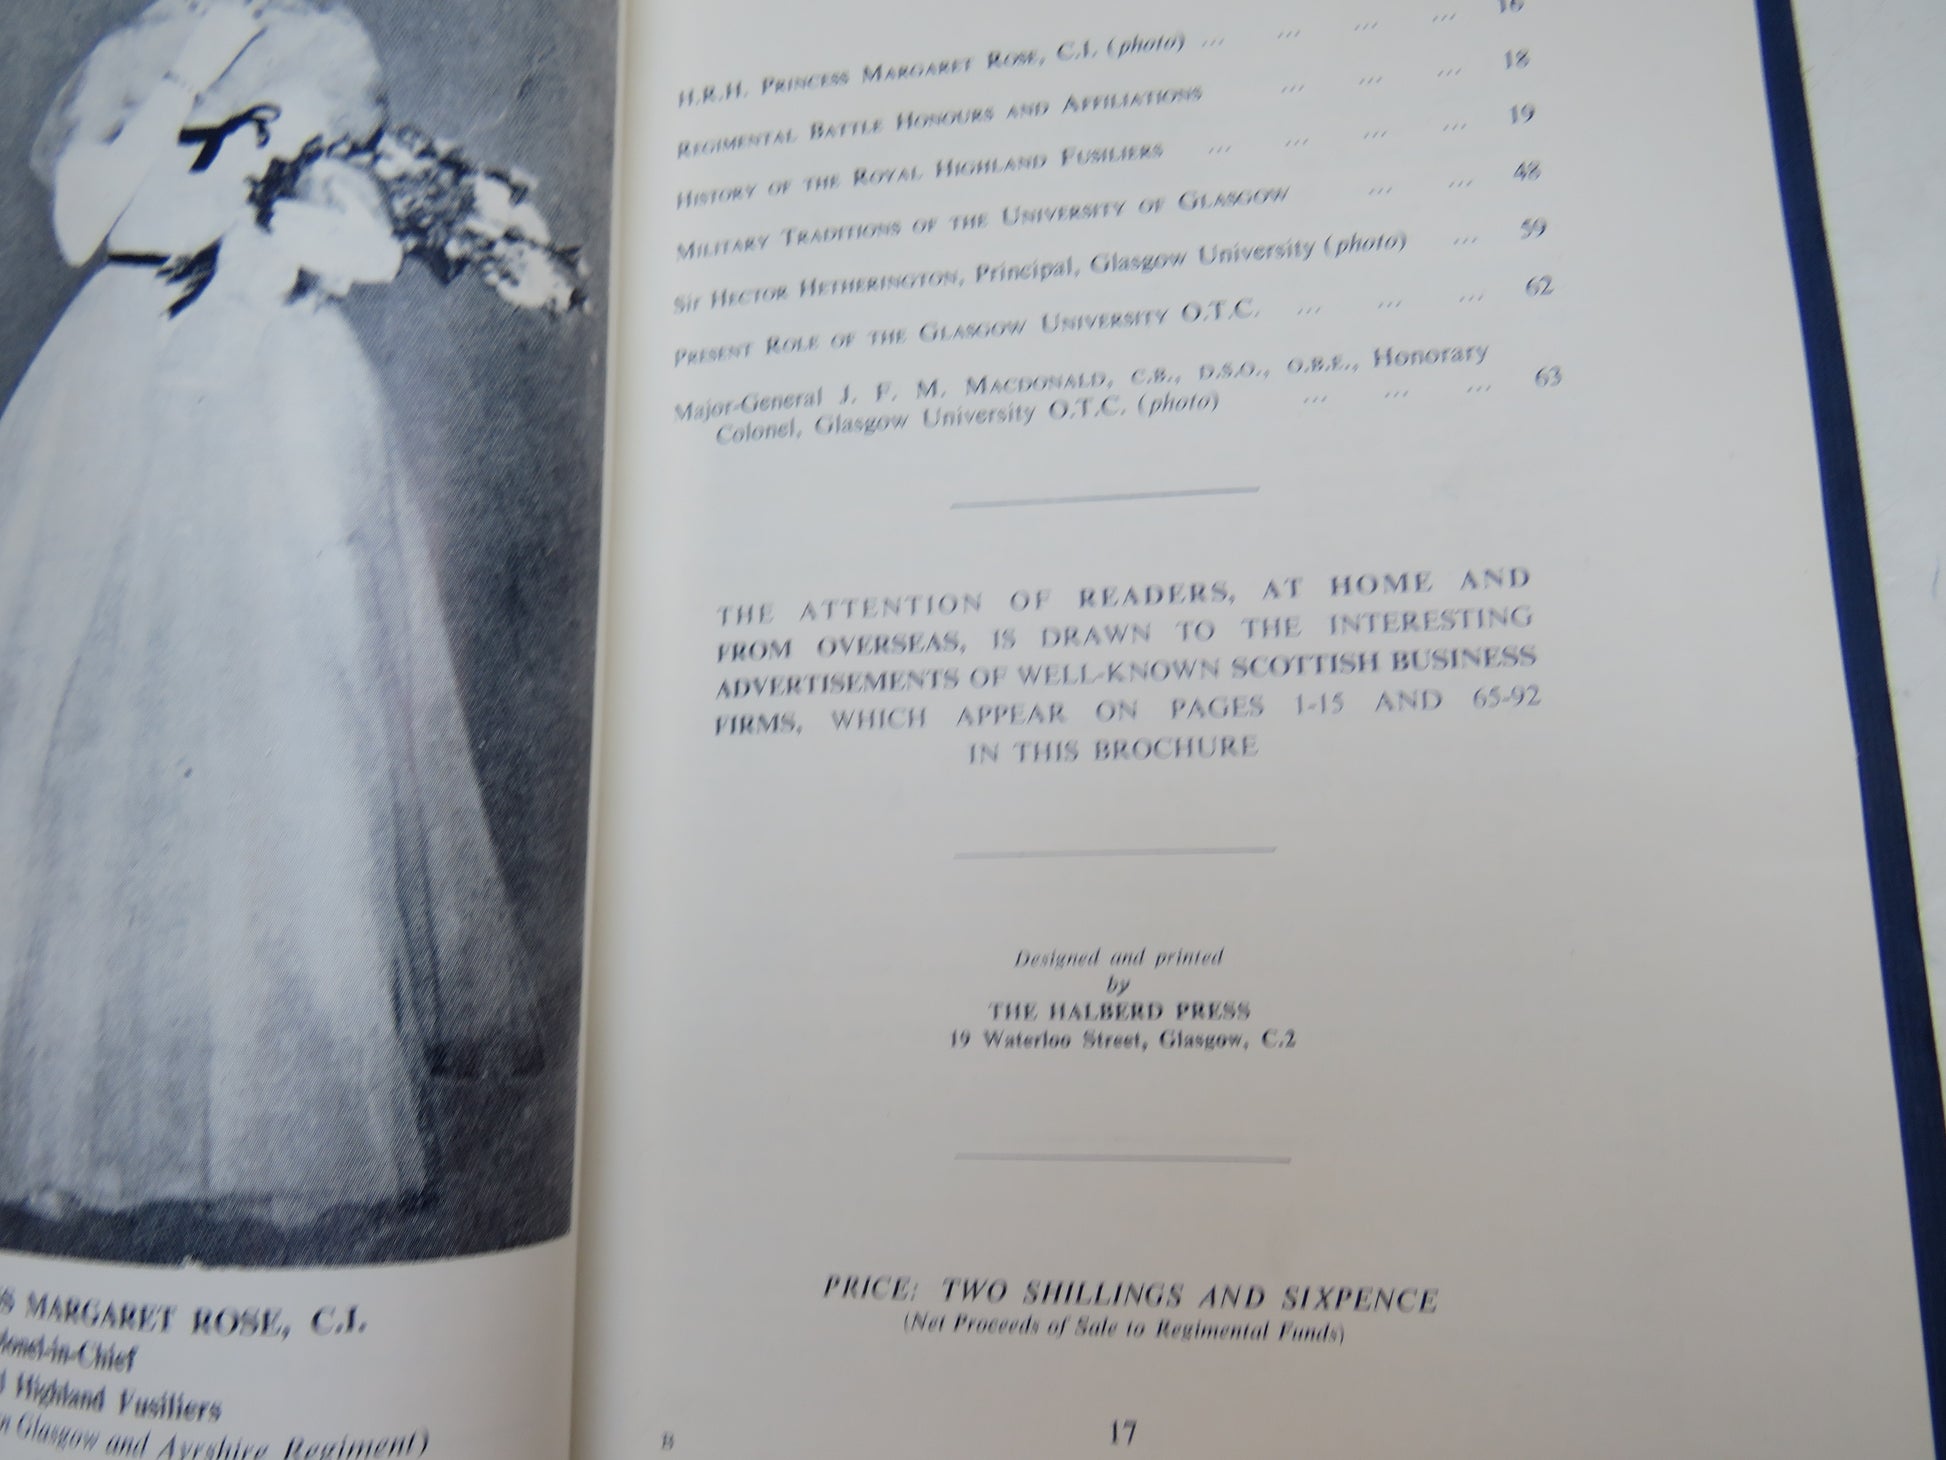 S MARGARET ROSE, C.I.
lonel-in-Chief
l Highland Fusiliers
n Glasgow and Ayrshire Regiment)
16
H.R.H. PRINCESS MARGARET ROSE, C.I. (photo) ... ... ... ...
REGIMENTAL BATTLE HONOURS AND AFFILIATIONS ... ... ... 18
HISTORY OF THE ROYAL HIGHLAND FUSILIERS ... ... ... ... 19
MILITARY TRADITIONS OF THE UNIVERSITY OF GLASGOW ... ... 48
Sir HECTOR HETHERINGTON, Principal, Glasgow University (photo) ... 59
PRESENT ROLE OF THE GLASGOW UNIVERSITY O.T.C. ... ... ... 62
Major-General J. F. M. MACDONALD, C.B., D.S.O., O.B.E., Honorary
Colonel, Glasgow University O.T.C. (photo) ... ... ... 63
THE ATTENTION OF READERS, AT HOME AND
FROM OVERSEAS, IS DRAWN TO THE INTERESTING
ADVERTISEMENTS OF WELL-KNOWN SCOTTISH BUSINESS
FIRMS, WHICH APPEAR ON PAGES 1-15 AND 65-92
IN THIS BROCHURE
Designed and printed
by
THE HALBERD PRESS
19 Waterloo Street, Glasgow, C.2
PRICE: TWO SHILLINGS AND SIXPENCE
(Net Proceeds of Sale to Regimental Funds)
B
17